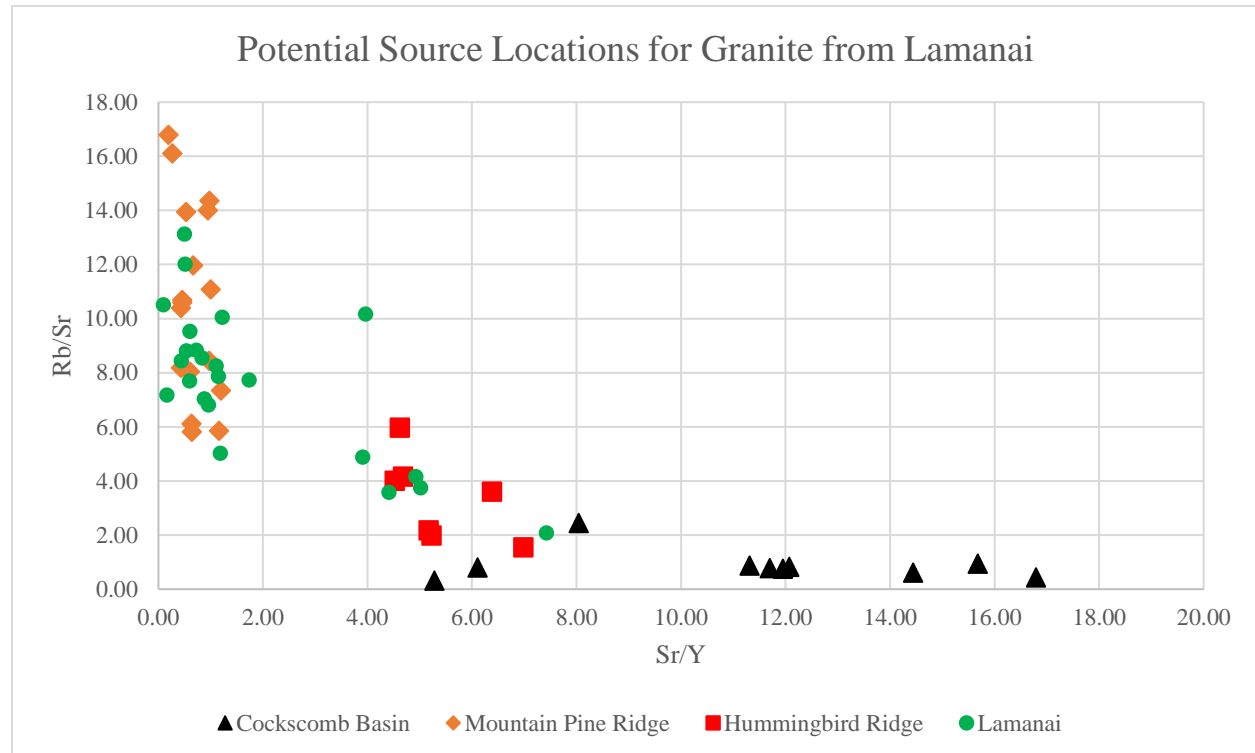 Potential Source Locations for Granite from Lamanai
18.00
16.00
14.00
12.00
10.00
8.00
6.00
4.00
2.00
0.00
Rb/Sr
0.00 2.00 4.00 6.00 8.00 10.00 12.00 14.00 16.00 18.00 20.00
Sr/Y
Cockscomb Basin Mountain Pine Ridge Hummingbird Ridge Lamanai